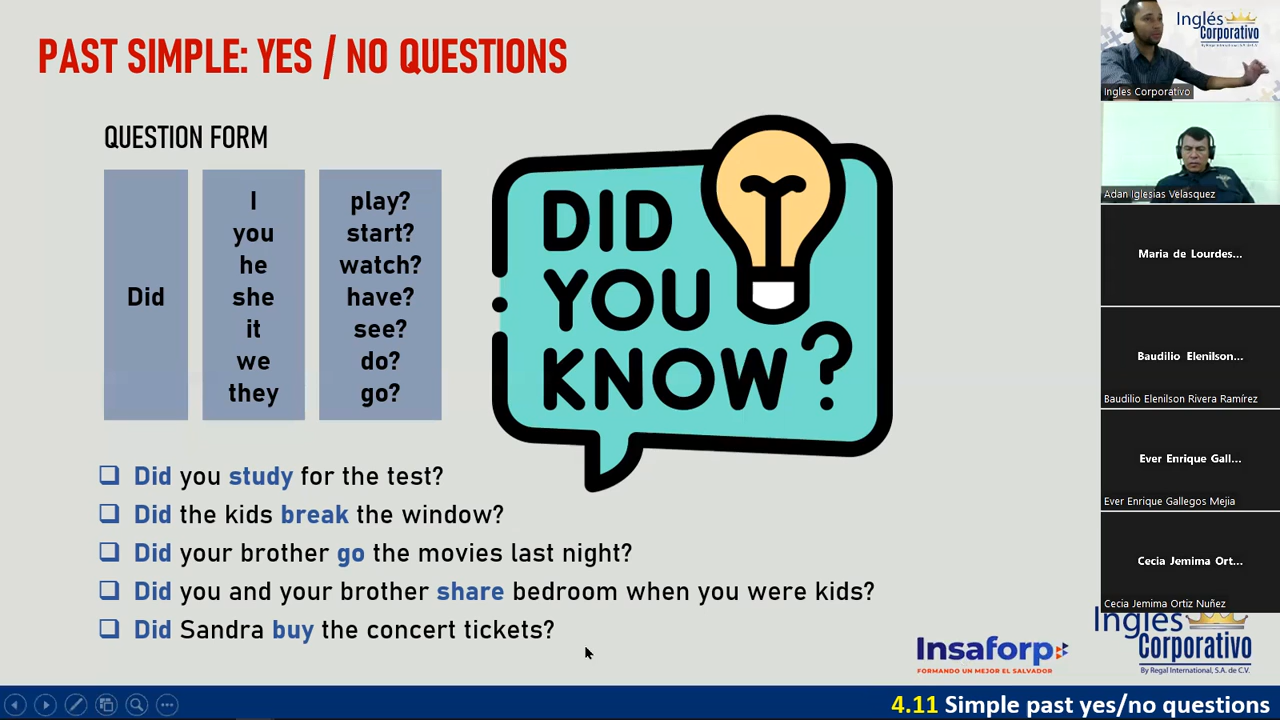 PAST SIMPLE: YES / NO QUESTIONS
QUESTION FORM
Did
I
you
he
she
it
we
they
play?
start?
watch?
have?
see?
do?
go?
DID
YOU
KNOW?
Did you study for the test?
Did the kids break the window?
Did your brother go the movies last night?
Did you and your brother share bedroom when you were kids?
Did Sandra buy the concert tickets?
Insaforp
FORMANDO UN MEJOR EL SALVADOR
Inglés
Corporativo
By Regal International, S.A. de C.V.
4.11 Simple past yes/no questions
Inglés
Corporativo
By Regal International, S.A. de C.V.
Ingles Corporativo
Adan Iglesias Velasquez
Maria de Lourdes...
Baudilio Elenilson...
Baudilio Elenilson Rivera Ramírez
Ever Enrique Gall...
Ever Enrique Gallegos Mejia
Cecia Jemima Ort...
Cecia Jemima Ortiz Nuñez